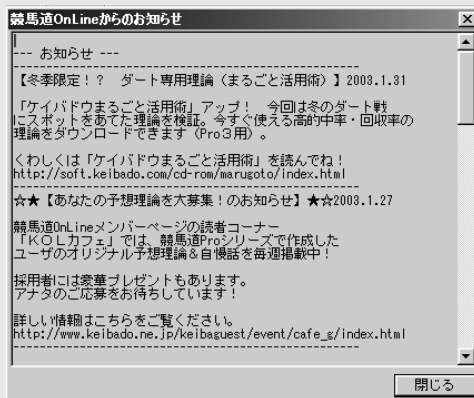 競馬道OnLineからのお知らせ
--- お知らせ ---
--------------------------------------------------
【冬季限定！？　ダート専用理論（まるごと活用術）】2003.1.31
「ケイバドウまるごと活用術」アップ！　今回は冬のダート戦
にスポットをあてた理論を検証。今すぐ使える高的中率・回収率の
理論をダウンロードできます（Pro３用）。
くわしくは「ケイバドウまるごと活用術」を読んでね！
http://soft.keibado.com/cd-rom/marugoto/index.html
--------------------------------------------------
☆★【あなたの予想理論を大募集！のお知らせ】★☆2003.1.27
競馬道OnLineメンバーページの読者コーナー
「ＫＯＬカフェ」では、競馬道Proシリーズで作成した
ユーザのオリジナル予想理論＆自慢話を毎週掲載中！
採用者には豪華プレゼントもあります。
アナタのご応募をお待ちしています！
詳しい情報はこちらをご覧ください。
http://www.keibado.ne.jp/keibaguest/event/cafe_g/index.html
--------------------------------------------------
閉じる